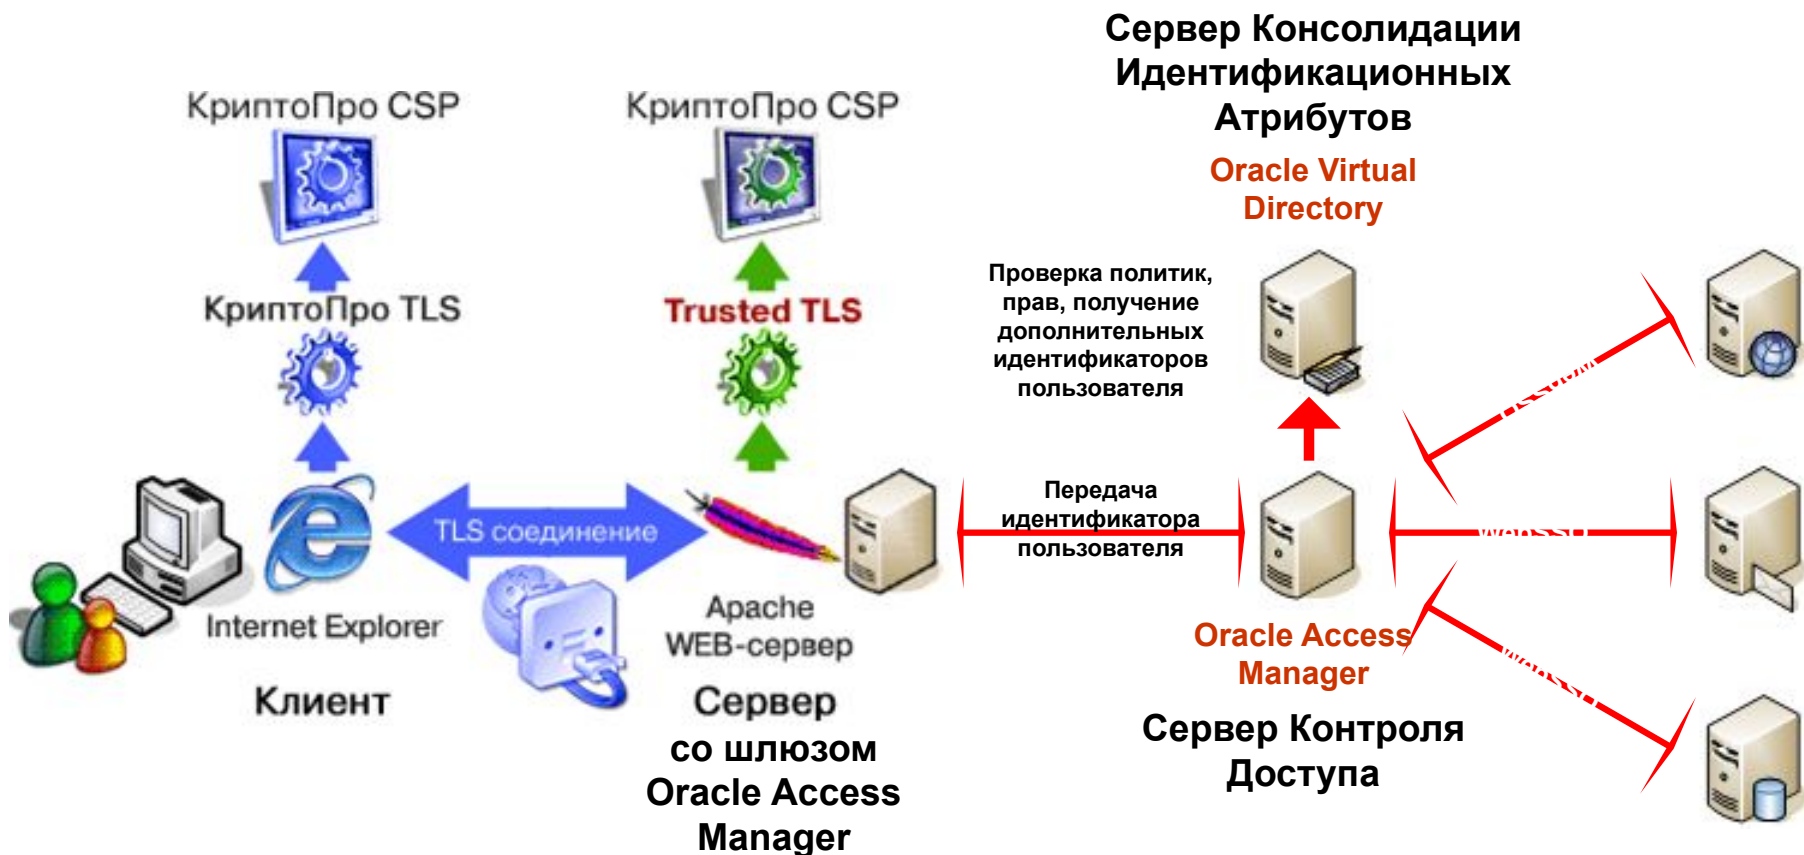 Сервер Консолидации
Идентификационных
Атрибутов
Oracle Virtual
Directory
КриптоПро CSP
КриптоПро CSP
КриптоПро TLS
Trusted TLS
Проверка политик,
прав, получение
дополнительных
идентификаторов
пользователя
TLS соединение
Передача
идентификатора
пользователя
WebSSO
Internet Explorer
Apache
WEB-сервер
Клиент
Сервер
со шлюзом
Oracle Access
Manager
Oracle Access
Manager
Сервер Контроля
Доступа